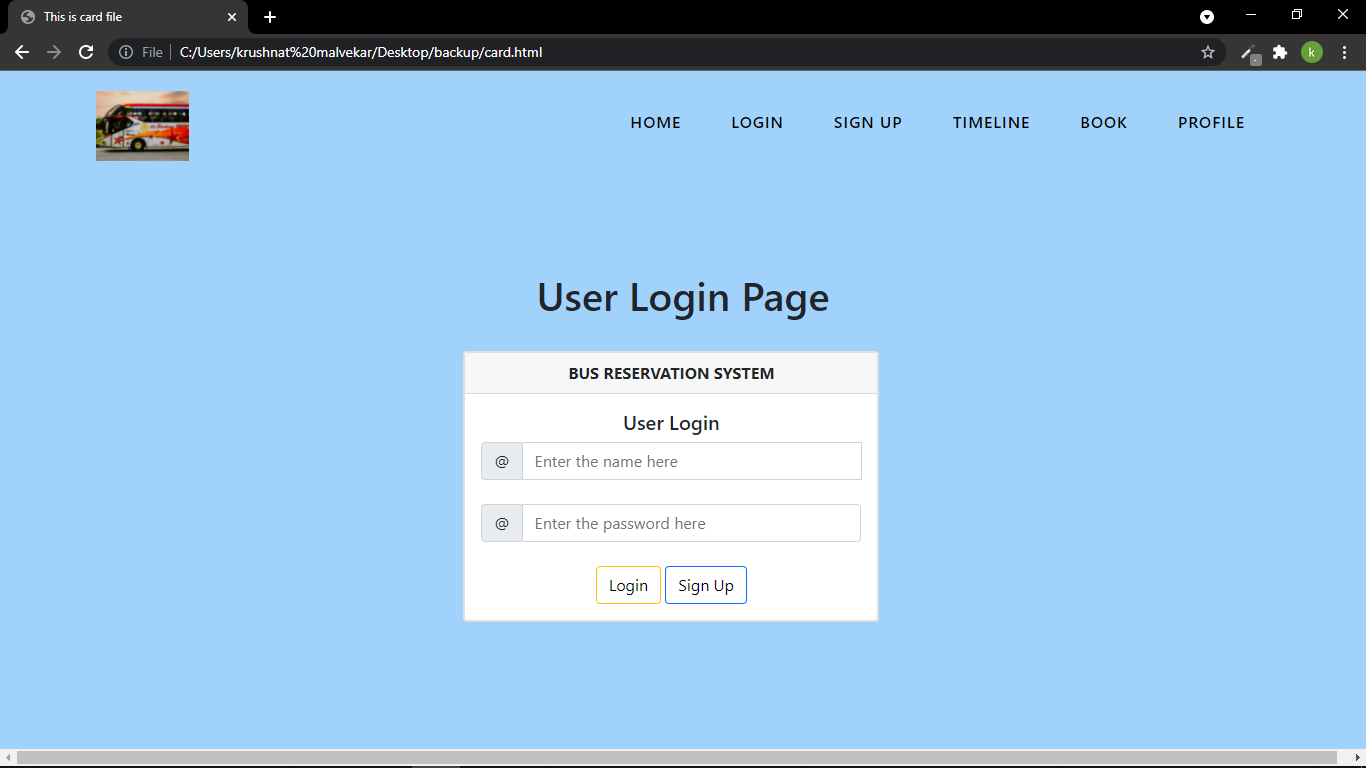 This is card file
File C:/Users/krushnat%20malvekar/Desktop/backup/card.html
k
HOME LOGIN SIGN UP TIMELINE BOOK PROFILE
User Login Page
BUS RESERVATION SYSTEM
User Login
@ Enter the name here
@ Enter the password here
Login Sign Up